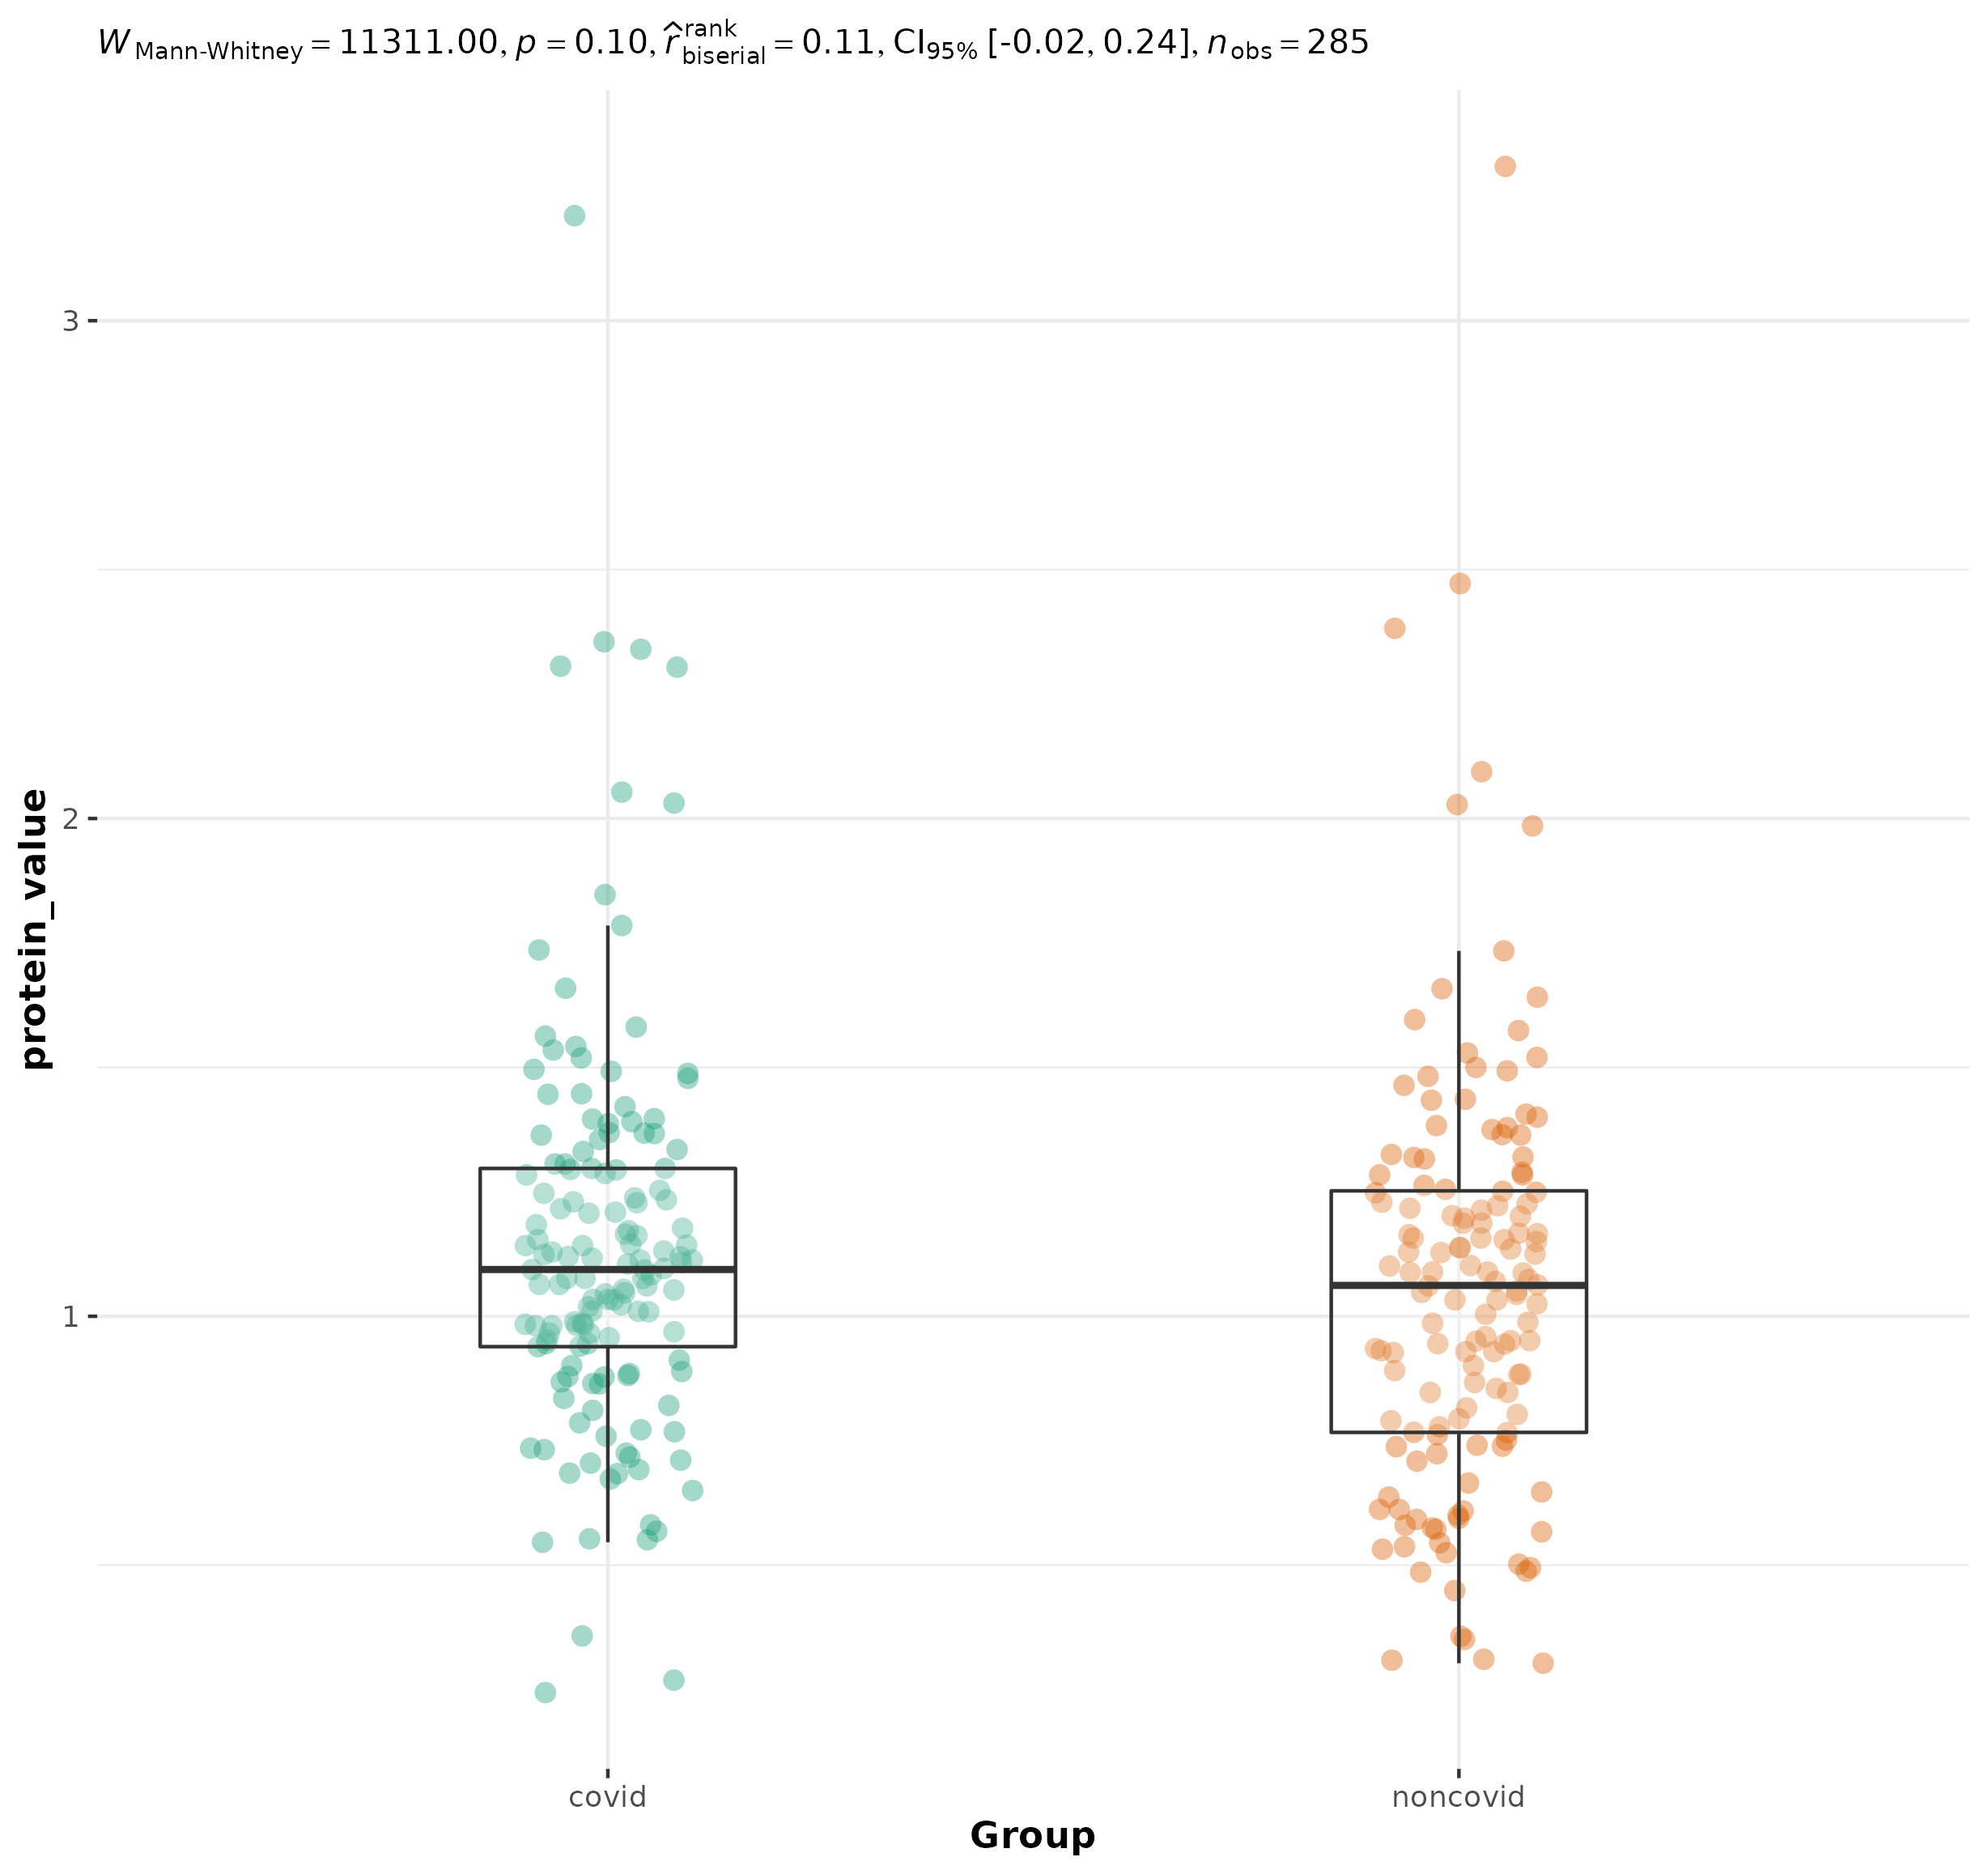 W Mann-Whitney = 11311.00, p = 0.10, r̂ rank biserial = 0.11, CI95% [-0.02, 0.24], n obs = 285
3
2
1
protein_value
covid noncovid
Group